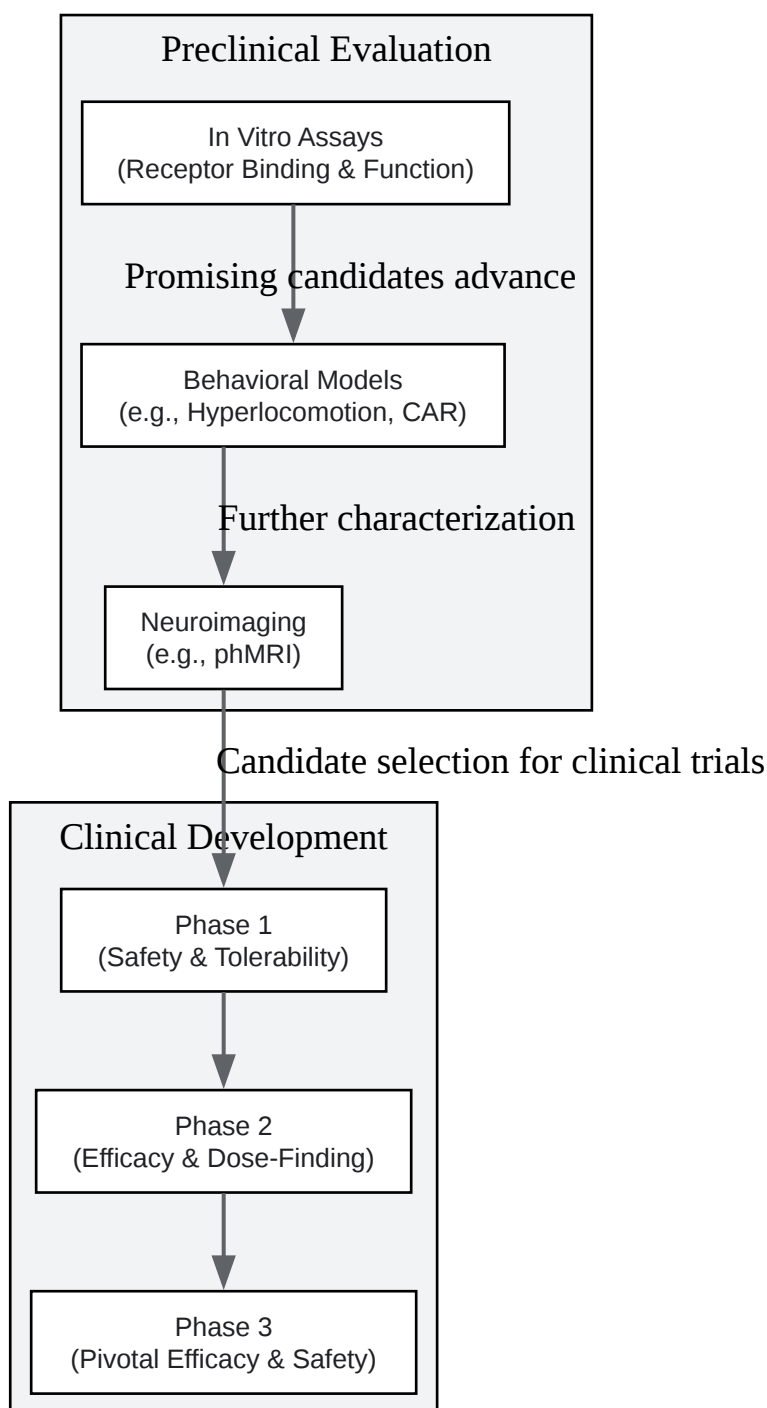 Preclinical Evaluation
In Vitro Assays
(Receptor Binding & Function)
Promising candidates advance
Behavioral Models
(e.g., Hyperlocomotion, CAR)
Further characterization
Neuroimaging
(e.g., phMRI)
Candidate selection for clinical trials
Clinical Development
Phase 1
(Safety & Tolerability)
Phase 2
(Efficacy & Dose-Finding)
Phase 3
(Pivotal Efficacy & Safety)